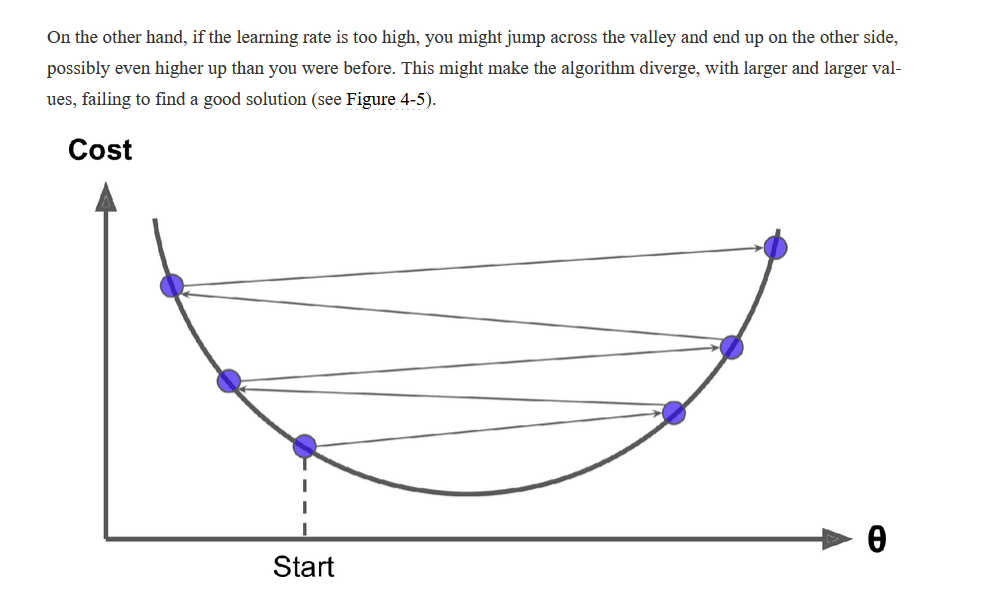 On the other hand, if the learning rate is too high, you might jump across the valley and end up on the other side,
possibly even higher up than you were before. This might make the algorithm diverge, with larger and larger val-
ues, failing to find a good solution (see Figure 4-5).
Cost
θ
Start